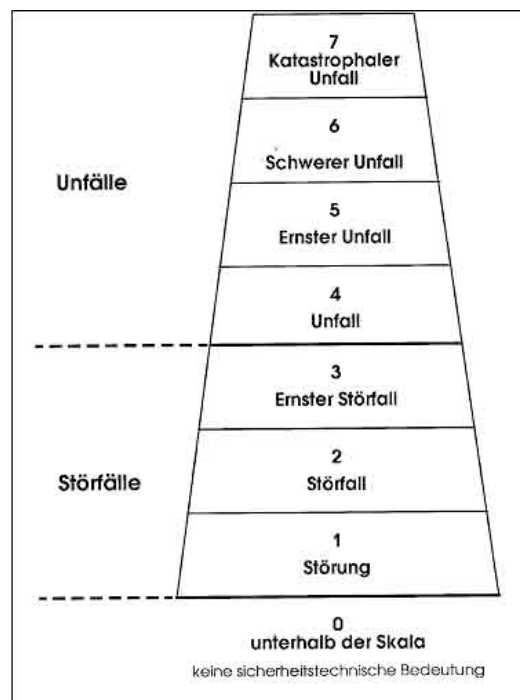 7
Katastrophaler
Unfall
6
Schwerer Unfall
Unfälle
5
Ernster Unfall
4
Unfall
3
Ernster Störfall
2
Störfälle
Störfall
1
Störung
0
unterhalb der Skala
keine sicherheitstechnische Bedeutung